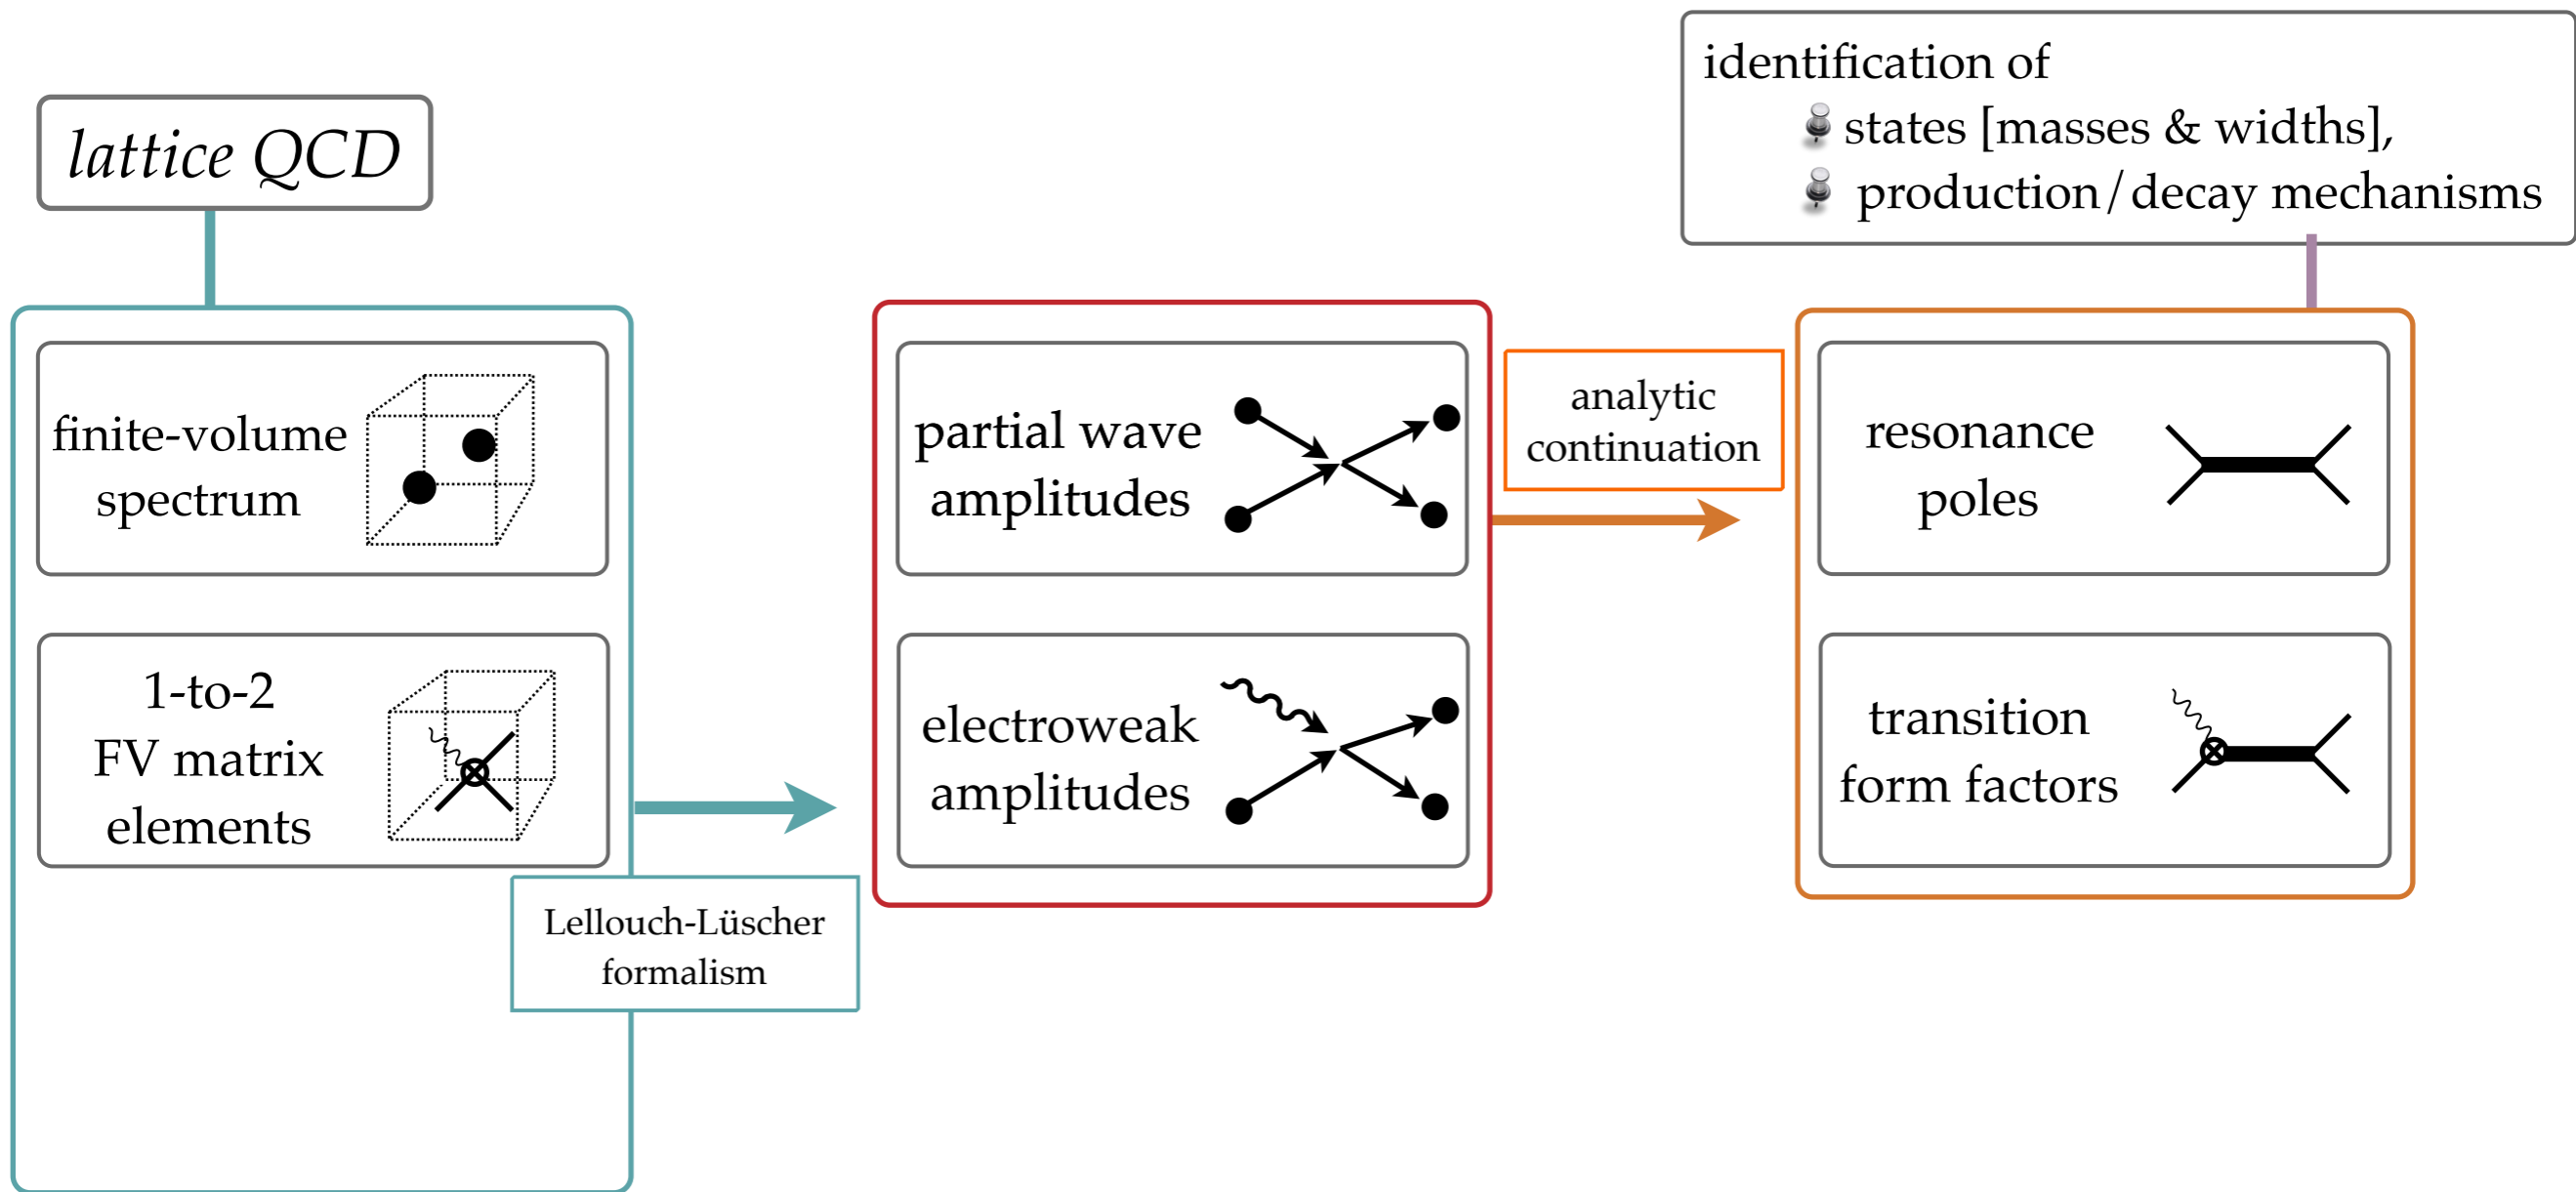 lattice QCD
identification of
states [masses & widths],
production/decay mechanisms
finite-volume
spectrum
1-to-2
FV matrix
elements
Lellouch-Lüscher
formalism
partial wave
amplitudes
electroweak
amplitudes
analytic
continuation
resonance
poles
transition
form factors